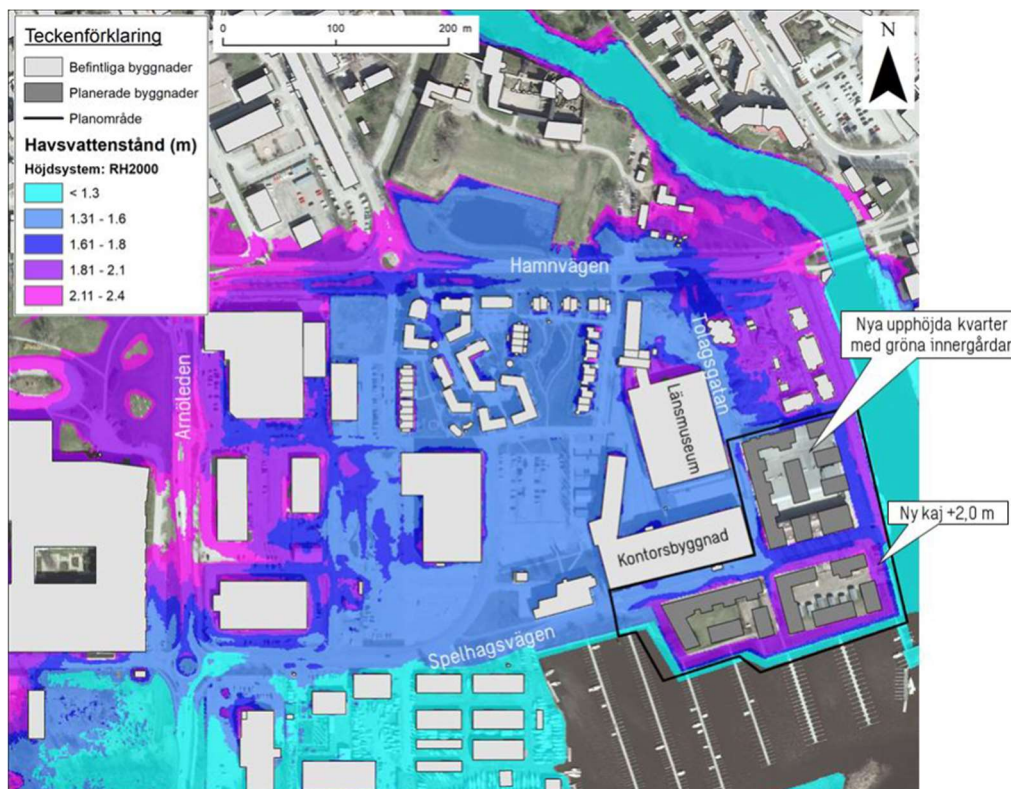 Teckenförklaring
Befintliga byggnader
Planerade byggnader
Planområde
Havsvattenstånd (m)
Höjdsystem: RH2000
< 1.3
1.31 - 1.6
1.61 - 1.8
1.81 - 2.1
2.11 - 2.4
0 100 200 m
N
Hamnvägen
Tolagsgatan
Arnöleden
Länsmuseum
Kontorsbyggnad
Spelhagsvägen
Nya upphöjda kvarter
med gröna innergårdar
Ny kaj +2,0 m